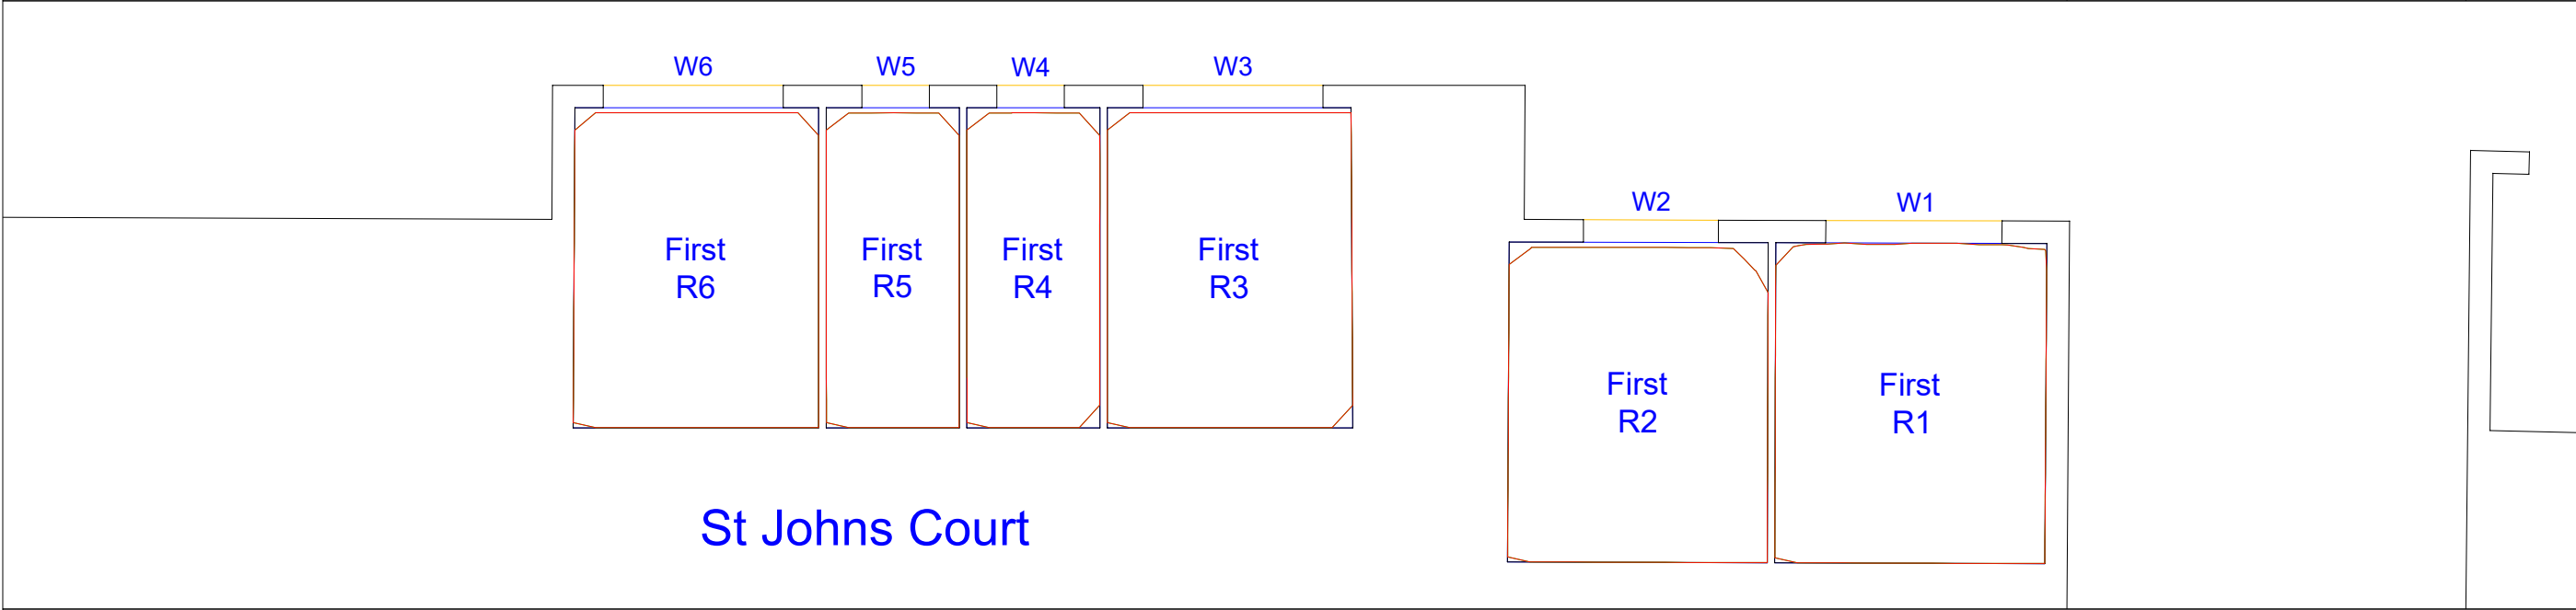 W6
W5
W4
W3
W2
W1
First
R6
First
R5
First
R4
First
R3
First
R2
First
R1
St Johns Court